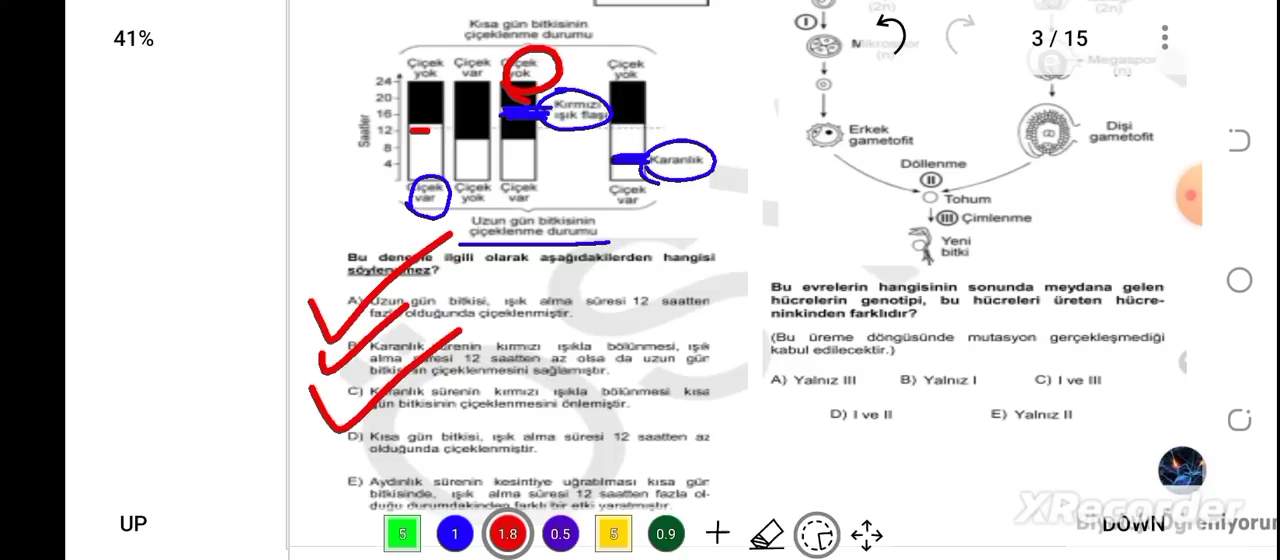 41%
3 / 15
Kısa gün bitkisinin
çiçeklenme durumu
Çiçek Çiçek Çiçek Çiçek
yok var yok yok
24
20
16
12
8
4
Saatler
Kırmızı
ışık flaşı
Karanlık
Çiçek Çiçek Çiçek Çiçek
var yok var var
Uzun gün bitkisinin
çiçeklenme durumu
Bu deneme ilgili olarak aşağıdakilerden hangisi
söylenemez?
A) Uzun gün bitkisi, ışık alma süresi 12 saatten
fazla olduğunda çiçeklenmiştir.
B) Karanlık sürenin kırmızı ışıkla bölünmesi, ışık
alma süresi 12 saatten az olsa da uzun gün
bitkisinin çiçeklenmesini sağlamıştır.
C) Karanlık sürenin kırmızı ışıkla bölünmesi kısa
gün bitkisinin çiçeklenmesini önlemiştir.
D) Kısa gün bitkisi, ışık alma süresi 12 saatten az
olduğunda çiçeklenmiştir.
E) Aydınlık sürenin kesintiye uğratılması kısa gün
bitkisinde, ışık alma süresi 12 saatten fazla ol-
duğu durumdakinden farklı bir etki yaratmıştır.
(2n)
(2n)
I
Mikrospor
(n)
Megaspor
(n)
Erkek
gametofit
Dişi
gametofit
Döllenme
II
Tohum
III Çimlenme
Yeni
bitki
Bu evrelerin hangisinin sonunda meydana gelen
hücrelerin genotipi, bu hücreleri üreten hücre-
ninkinden farklıdır?
(Bu üreme döngüsünde mutasyon gerçekleşmediği
kabul edilecektir.)
A) Yalnız III B) Yalnız I C) I ve III
D) I ve II E) Yalnız II
XRecorder
UP
5 1 1.8 0.5 5 0.9
DOWN